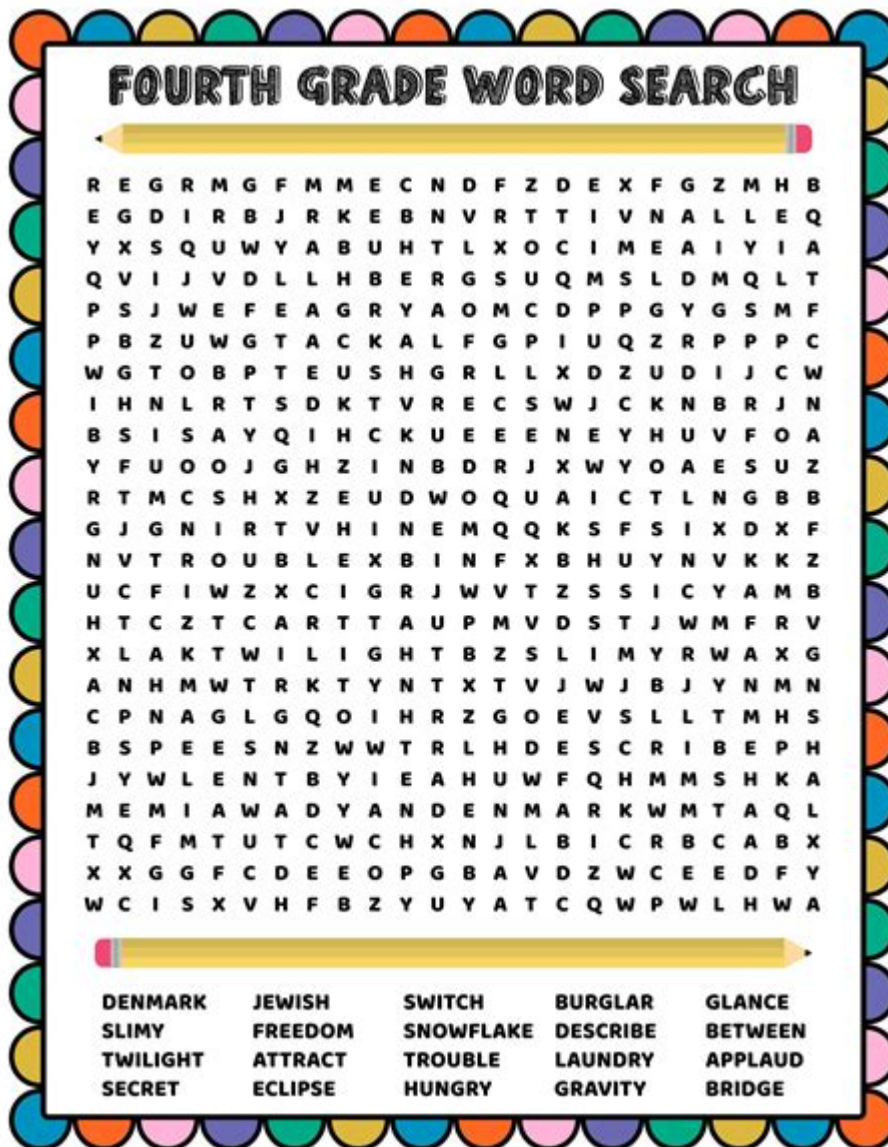 FOURTH GRADE WORD SEARCH
R E G R M G F M M E C N D F Z D E X F G Z M H B
E G D I R B J R K E B N V R T T I V N A L L E Q
Y X S Q U W Y A B U H T L X O C I M E A I Y I A
Q V I J V D L L H B E R G S U Q M S L D M Q L T
P S J W E F E A G R Y A O M C D P P G Y G S M F
P B Z U W G T A C K A L F G P I U Q Z R P P P C
W G T O B P T E U S H G R L L X D Z U D I J C W
I H N L R T S D K T V R E C S W J C K N B R J N
B S I S A Y Q I H C K U E E E N E Y H U V F O A
Y F U O O J G H Z I N B D R J X W Y O A E S U Z
R T M C S H X Z E U D W O Q U A I C T L N G B B
G J G N I R T V H I N E M Q Q K S F S I X D X F
N V T R O U B L E X B I N F X B H U Y N V K K Z
U C F I W Z X C I G R J W V T Z S S I C Y A M B
H T C Z T C A R T T A U P M V D S T J W M F R V
X L A K T W I L I G H T B Z S L I M Y R W A X G
A N H M W T R K T Y N T X T V J W J B J Y N M N
C P N A G L G Q O I H R Z G O E V S L L T M H S
B S P E E S N Z W W T R L H D E S C R I B E P H
J Y W L E N T B Y I E A H U W F Q H M M S H K A
M E M I A W A D Y A N D E N M A R K W M T A Q L
T Q F M T U T C W C H X N J L B I C R B C A B X
X X G G F C D E E O P G B A V D Z W C E E D F Y
W C I S X V H F B Z Y U Y A T C Q W P W L H W A
DENMARK JEWISH SWITCH BURGLAR GLANCE
SLIMY FREEDOM SNOWFLAKE DESCRIBE BETWEEN
TWILIGHT ATTRACT TROUBLE LAUNDRY APPLAUD
SECRET ECLIPSE HUNGRY GRAVITY BRIDGE